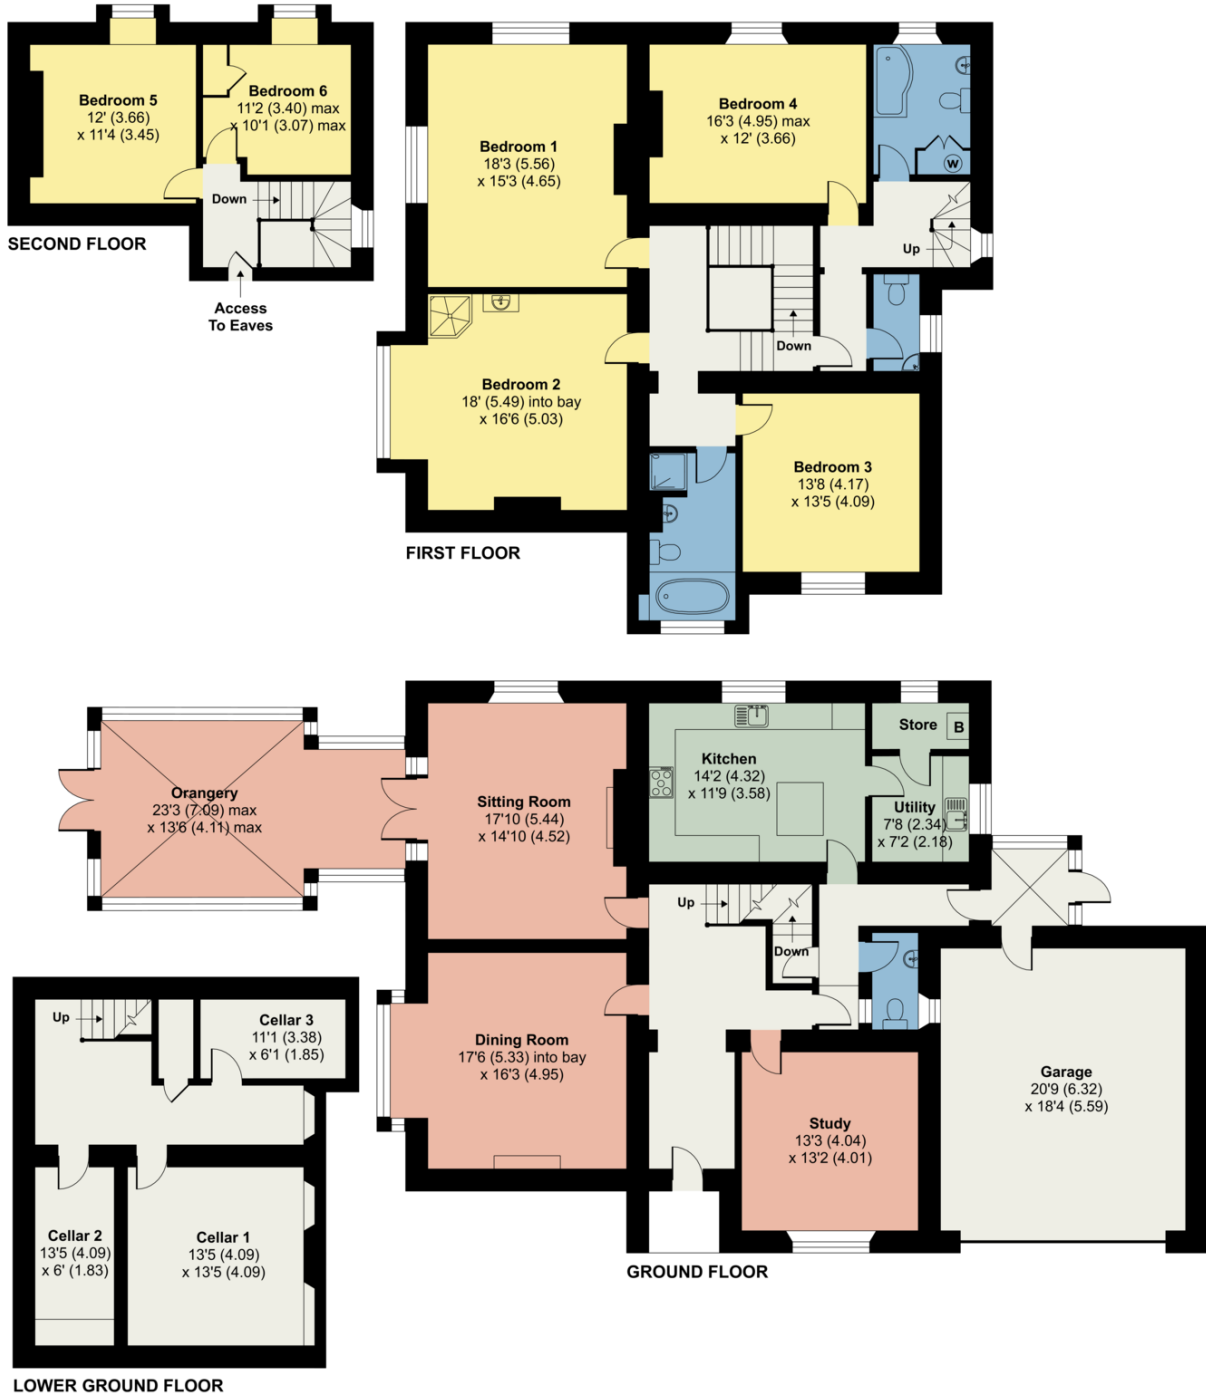 Bedroom 5
12' (3.66)
x 11'4 (3.45)
Bedroom 6
11'2 (3.40) max
x 10'1 (3.07) max
Down
SECOND FLOOR
Access
To Eaves
Bedroom 1
18'3 (5.56)
x 15'3 (4.65)
Bedroom 4
16'3 (4.95) max
x 12' (3.66)
W
Up
Down
Bedroom 2
18' (5.49) into bay
x 16'6 (5.03)
Bedroom 3
13'8 (4.17)
x 13'5 (4.09)
FIRST FLOOR
Orangery
23'3 (7.09) max
x 13'6 (4.11) max
Sitting Room
17'10 (5.44)
x 14'10 (4.52)
Kitchen
14'2 (4.32)
x 11'9 (3.58)
Store
B
Utility
7'8 (2.34)
x 7'2 (2.18)
Up
Down
Dining Room
17'6 (5.33) into bay
x 16'3 (4.95)
Study
13'3 (4.04)
x 13'2 (4.01)
Garage
20'9 (6.32)
x 18'4 (5.59)
GROUND FLOOR
Up
Cellar 3
11'1 (3.38)
x 6'1 (1.85)
Cellar 2
13'5 (4.09)
x 6' (1.83)
Cellar 1
13'5 (4.09)
x 13'5 (4.09)
LOWER GROUND FLOOR